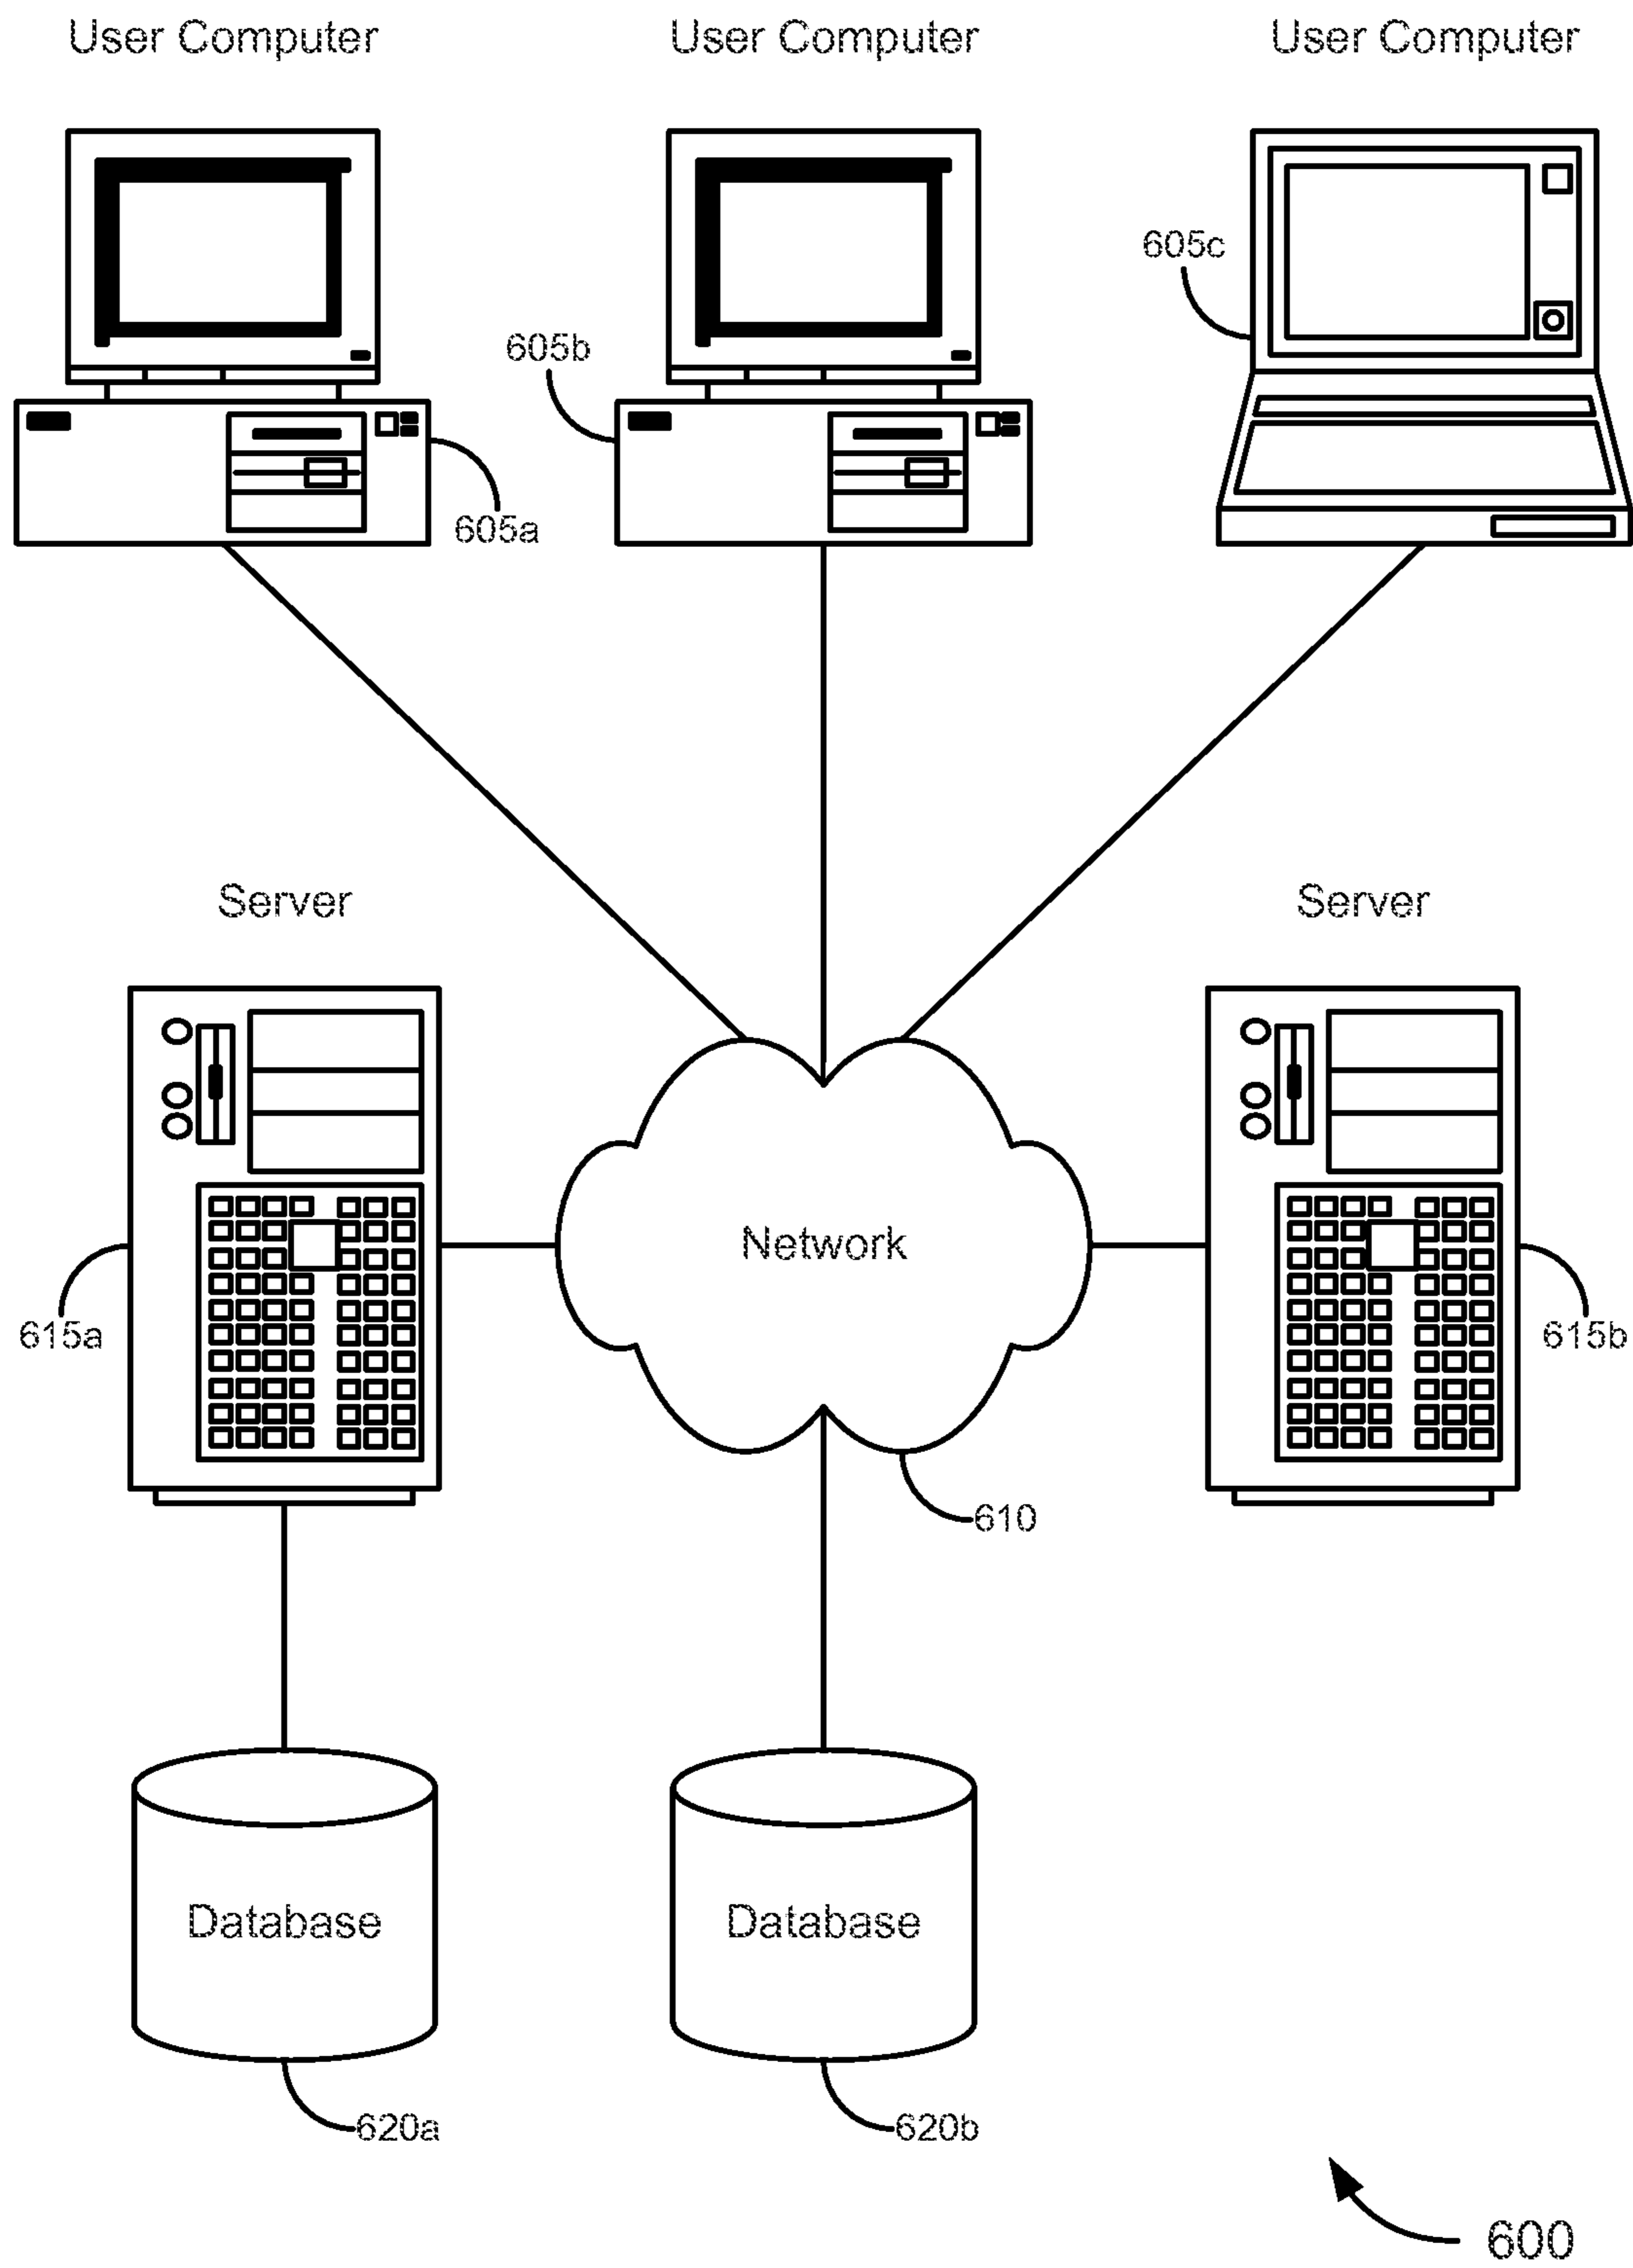 User Computer
User Computer
User Computer
605c
605b
605a
Server
Server
Network
615a
615b
610
Database
Database
620a
620b
600